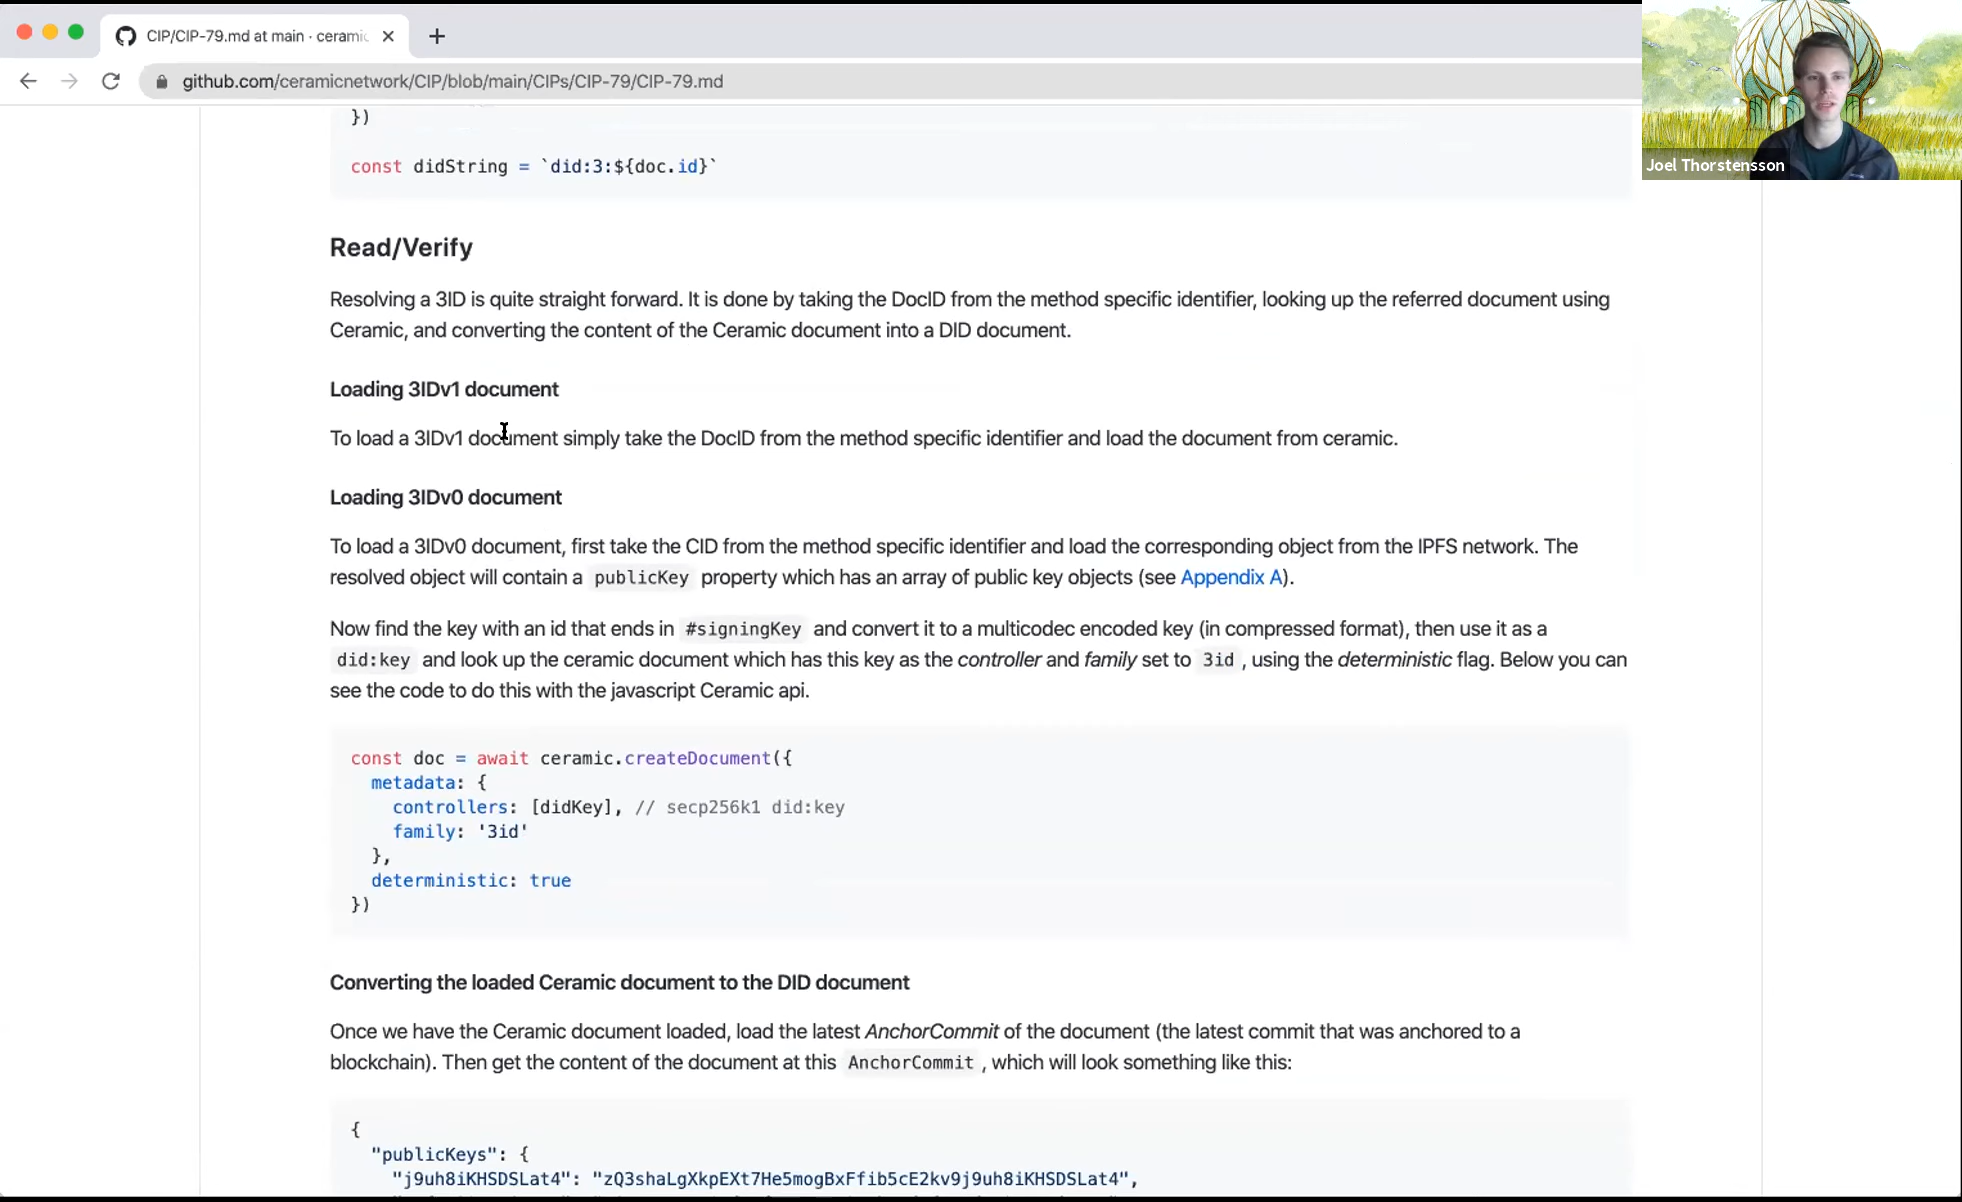 CIP/CIP-79.md at main · ceramic
github.com/ceramicnetwork/CIP/blob/main/CIPs/CIP-79/CIP-79.md
Joel Thorstensson
})
const didString = `did:3:${doc.id}`
Read/Verify
Resolving a 3ID is quite straight forward. It is done by taking the DocID from the method specific identifier, looking up the referred document using
Ceramic, and converting the content of the Ceramic document into a DID document.
Loading 3IDv1 document
To load a 3IDv1 document simply take the DocID from the method specific identifier and load the document from ceramic.
Loading 3IDv0 document
To load a 3IDv0 document, first take the CID from the method specific identifier and load the corresponding object from the IPFS network. The
resolved object will contain a publicKey property which has an array of public key objects (see Appendix A).
Now find the key with an id that ends in #signingKey and convert it to a multicodec encoded key (in compressed format), then use it as a
did:key and look up the ceramic document which has this key as the controller and family set to 3id , using the deterministic flag. Below you can
see the code to do this with the javascript Ceramic api.
const doc = await ceramic.createDocument({
metadata: {
controllers: [didKey], // secp256k1 did:key
family: '3id'
},
deterministic: true
})
Converting the loaded Ceramic document to the DID document
Once we have the Ceramic document loaded, load the latest AnchorCommit of the document (the latest commit that was anchored to a
blockchain). Then get the content of the document at this AnchorCommit , which will look something like this:
{
"publicKeys": {
"j9uh8iKHSDSLat4": "zQ3shaLgXkpEXt7He5mogBxFfib5cE2kv9j9uh8iKHSDSLat4",